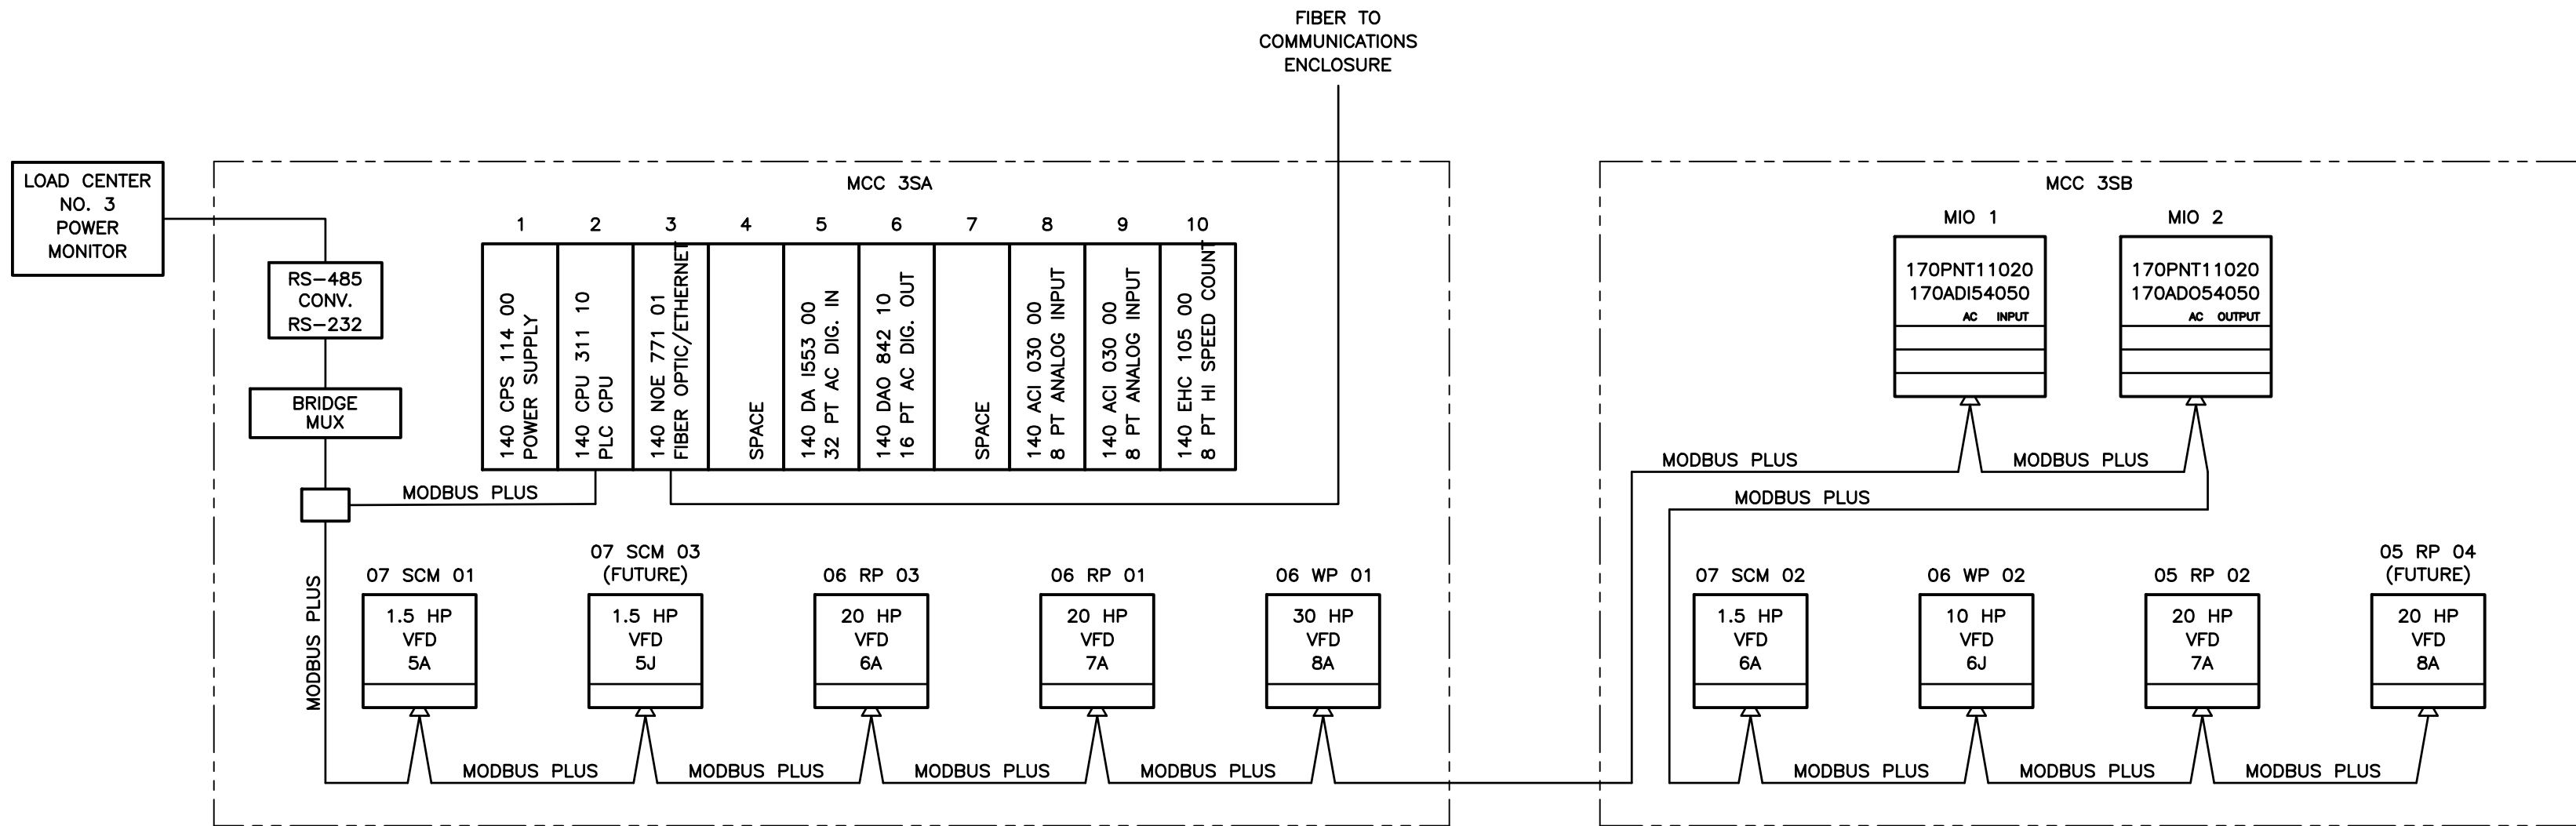 FIBER TO
COMMUNICATIONS
ENCLOSURE
LOAD CENTER
NO. 3
POWER
MONITOR
MCC 3SA
RS-485
CONV.
RS-232
BRIDGE
MUX
1 2 3 4 5 6 7 8 9 10
140 CPS 114 00
POWER SUPPLY
140 CPU 311 10
PLC CPU
140 NOE 771 01
FIBER OPTIC/ETHERNET
SPACE
140 DA I553 00
32 PT AC DIG. IN
140 DAO 842 10
16 PT AC DIG. OUT
SPACE
140 ACI 030 00
8 PT ANALOG INPUT
140 ACI 030 00
8 PT ANALOG INPUT
140 EHC 105 00
8 PT HI SPEED COUNT
MODBUS PLUS
MODBUS PLUS
07 SCM 01
1.5 HP
VFD
5A
07 SCM 03
(FUTURE)
1.5 HP
VFD
5J
06 RP 03
20 HP
VFD
6A
06 RP 01
20 HP
VFD
7A
06 WP 01
30 HP
VFD
8A
MODBUS PLUS
MODBUS PLUS
MODBUS PLUS
MODBUS PLUS
MCC 3SB
MIO 1
170PNT11020
170ADI54050
AC INPUT
MIO 2
170PNT11020
170ADO54050
AC OUTPUT
MODBUS PLUS
MODBUS PLUS
MODBUS PLUS
07 SCM 02
1.5 HP
VFD
6A
06 WP 02
10 HP
VFD
6J
05 RP 02
20 HP
VFD
7A
05 RP 04
(FUTURE)
20 HP
VFD
8A
MODBUS PLUS
MODBUS PLUS
MODBUS PLUS